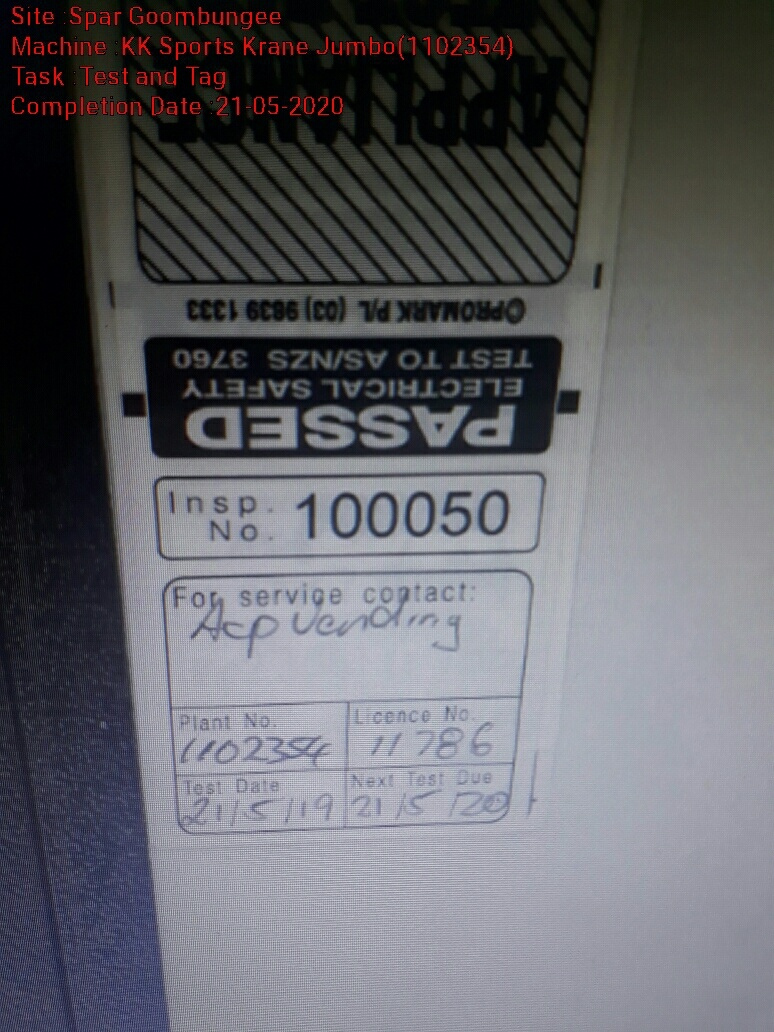 Site :Spar Goombungee
Machine :KK Sports Krane Jumbo(1102354)
Task :Test and Tag
Completion Date :21-05-2020
APPLIANCE
©PROMARK P/L (03) 9839 1333
TEST TO AS/NZS 3760
ELECTRICAL SAFETY
PASSED
Insp. No. 100050
For service contact:
Acp Vending
Plant No. Licence No.
1102354 11786
Test Date Next Test Due
21/5/19 21/5/20